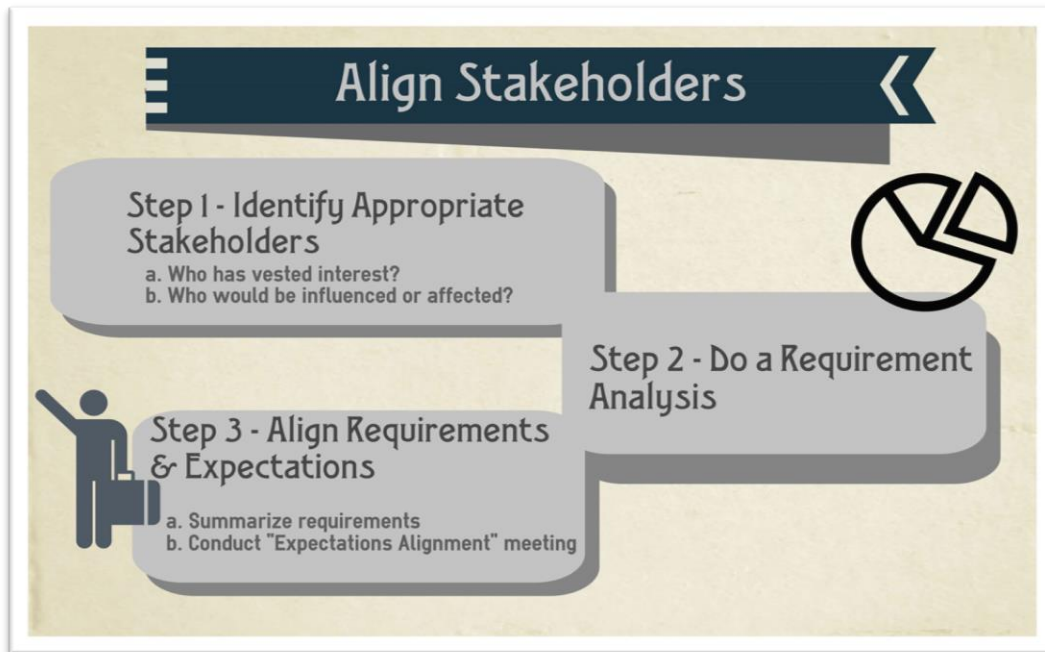 Align Stakeholders
Step 1 - Identify Appropriate
Stakeholders
a. Who has vested interest?
b. Who would be influenced or affected?
Step 2 - Do a Requirement
Analysis
Step 3 - Align Requirements
& Expectations
a. Summarize requirements
b. Conduct "Expectations Alignment" meeting